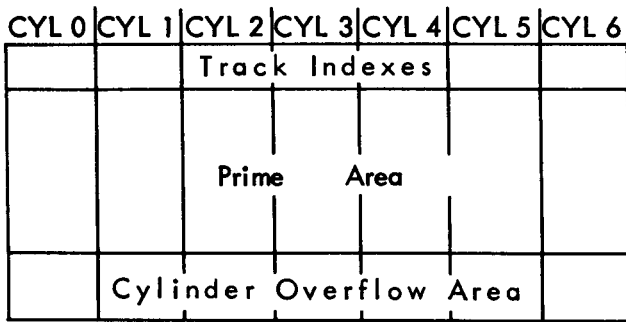 CYL 0 CYL 1 CYL 2 CYL 3 CYL 4 CYL 5 CYL 6
Track Indexes
Prime Area
Cylinder Overflow Area